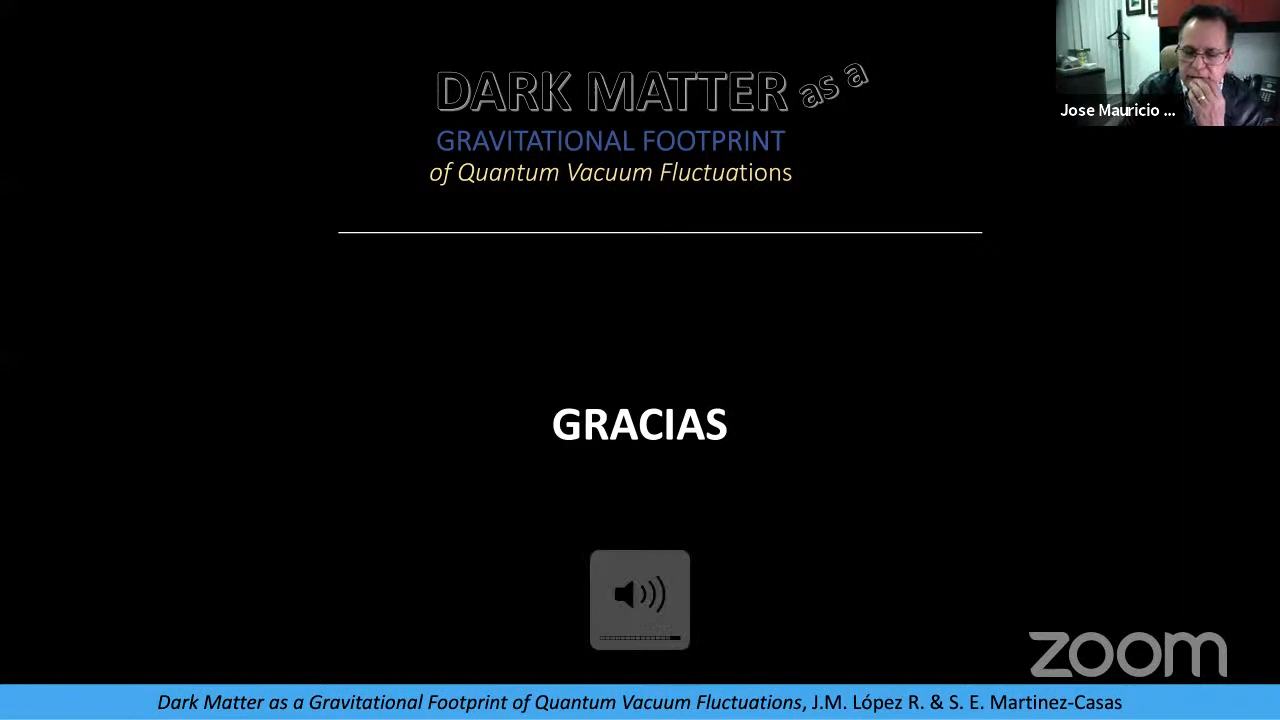 DARK MATTER as a
GRAVITATIONAL FOOTPRINT
of Quantum Vacuum Fluctuations
Jose Mauricio ...
GRACIAS
zoom
Dark Matter as a Gravitational Footprint of Quantum Vacuum Fluctuations, J.M. López R. & S. E. Martinez-Casas